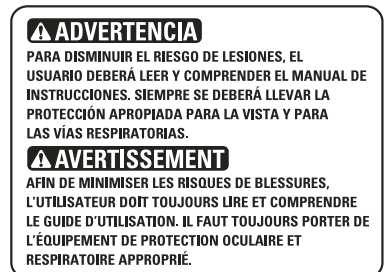 ⚠ ADVERTENCIA
PARA DISMINUIR EL RIESGO DE LESIONES, EL
USUARIO DEBERÁ LEER Y COMPRENDER EL MANUAL DE
INSTRUCCIONES. SIEMPRE SE DEBERÁ LLEVAR LA
PROTECCIÓN APROPIADA PARA LA VISTA Y PARA
LAS VÍAS RESPIRATORIAS.
⚠ AVERTISSEMENT
AFIN DE MINIMISER LES RISQUES DE BLESSURES,
L'UTILISATEUR DOIT TOUJOURS LIRE ET COMPRENDRE
LE GUIDE D'UTILISATION. IL FAUT TOUJOURS PORTER DE
L'ÉQUIPEMENT DE PROTECTION OCULAIRE ET
RESPIRATOIRE APPROPRIÉ.